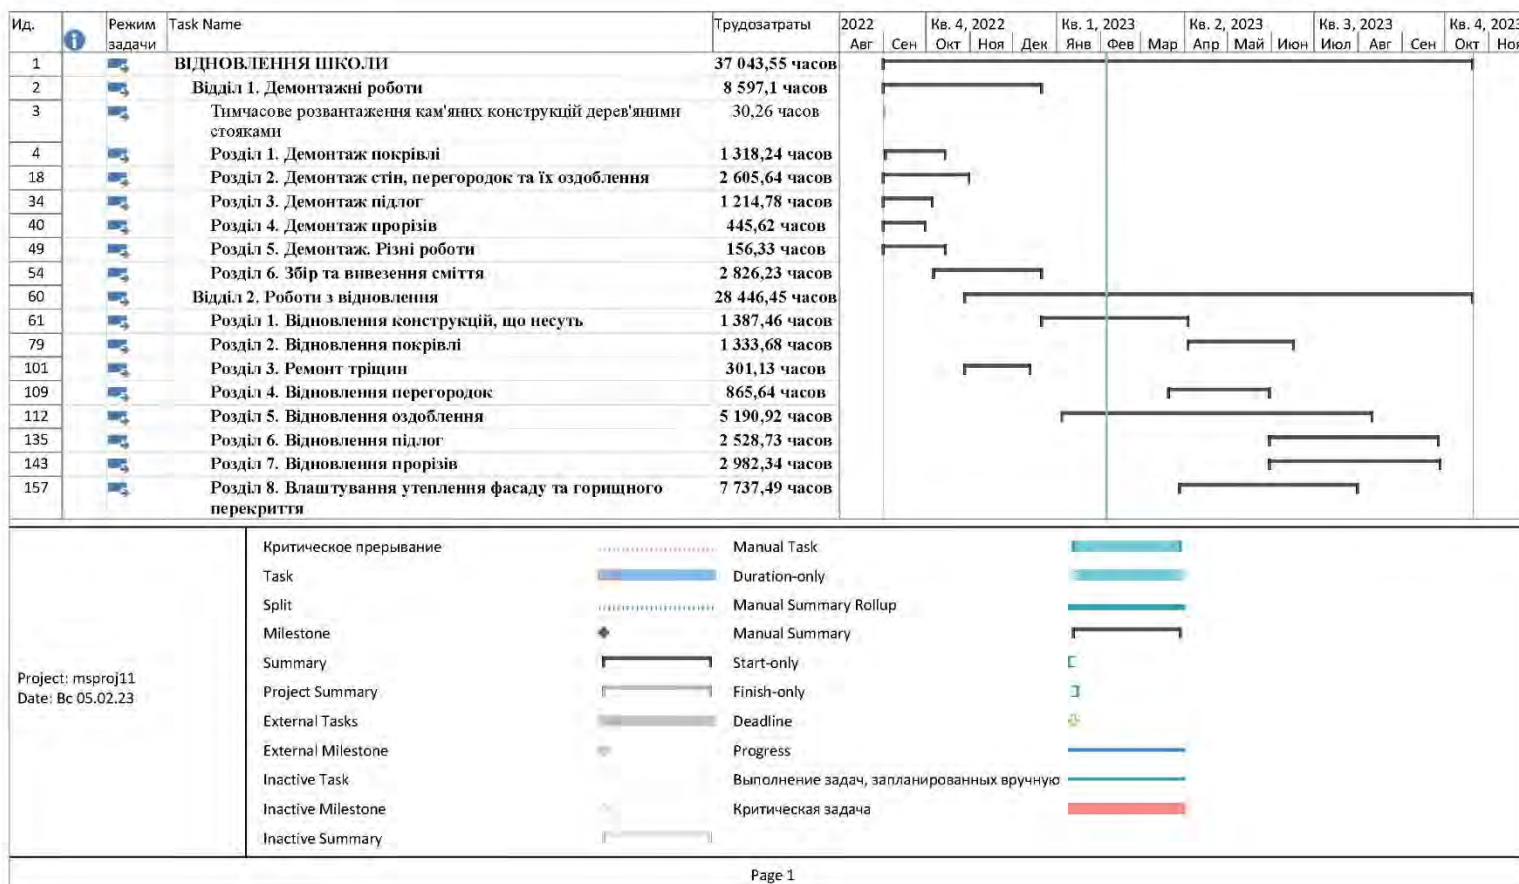 Ид. Режим Task Name Трудозатраты 2022 Кв. 4, 2022 Кв. 1, 2023 Кв. 2, 2023 Кв. 3, 2023 Кв. 4, 2023
задачи Авг Сен Окт Ноя Дек Янв Фев Мар Апр Май Июн Июл Авг Сен Окт Ноя
1 ВІДНОВЛЕННЯ ШКОЛИ 37 043,55 часов
2 Відділ 1. Демонтажні роботи 8 597,1 часов
3 Тимчасове розвантаження кам'яних конструкцій дерев'яними 30,26 часов
стояками
4 Розділ 1. Демонтаж покрівлі 1 318,24 часов
18 Розділ 2. Демонтаж стін, перегородок та їх оздоблення 2 605,64 часов
34 Розділ 3. Демонтаж підлог 1 214,78 часов
40 Розділ 4. Демонтаж прорізів 445,62 часов
49 Розділ 5. Демонтаж. Різні роботи 156,33 часов
54 Розділ 6. Збір та вивезення сміття 2 826,23 часов
60 Відділ 2. Роботи з відновлення 28 446,45 часов
61 Розділ 1. Відновлення конструкцій, що несуть 1 387,46 часов
79 Розділ 2. Відновлення покрівлі 1 333,68 часов
101 Розділ 3. Ремонт тріщин 301,13 часов
109 Розділ 4. Відновлення перегородок 865,64 часов
112 Розділ 5. Відновлення оздоблення 5 190,92 часов
135 Розділ 6. Відновлення підлог 2 528,73 часов
143 Розділ 7. Відновлення прорізів 2 982,34 часов
157 Розділ 8. Влаштування утеплення фасаду та горищного 7 737,49 часов
перекриття
Project: msproj11
Date: Вс 05.02.23
Критическое прерывание
Task
Split
Milestone
Summary
Project Summary
External Tasks
External Milestone
Inactive Task
Inactive Milestone
Inactive Summary
Manual Task
Duration-only
Manual Summary Rollup
Manual Summary
Start-only
Finish-only
Deadline
Progress
Выполнение задач, запланированных вручную
Критическая задача
Page 1